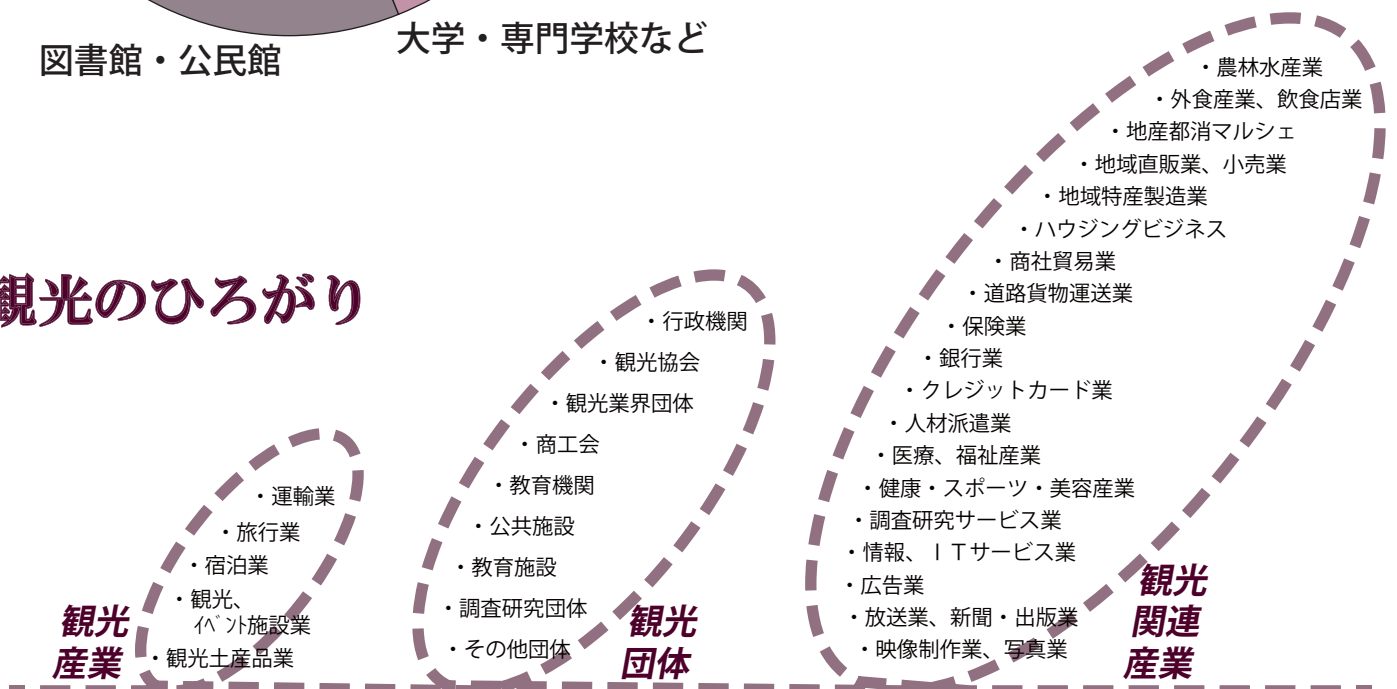 図書館・公民館
大学・専門学校など
観光のひろがり
・運輸業
・旅行業
・宿泊業
・観光、
ｲﾍﾞﾝﾄ施設業
・観光土産品業
観光
産業
・行政機関
・観光協会
・観光業界団体
・商工会
・教育機関
・公共施設
・教育施設
・調査研究団体
・その他団体
観光
団体
・農林水産業
・外食産業、飲食店業
・地産都消マルシェ
・地域直販業、小売業
・地域特産製造業
・ハウジングビジネス
・商社貿易業
・道路貨物運送業
・保険業
・銀行業
・クレジットカード業
・人材派遣業
・医療、福祉産業
・健康・スポーツ・美容産業
・調査研究サービス業
・情報、ＩＴサービス業
・広告業
・放送業、新聞・出版業
・映像制作業、写真業
観光
関連
産業